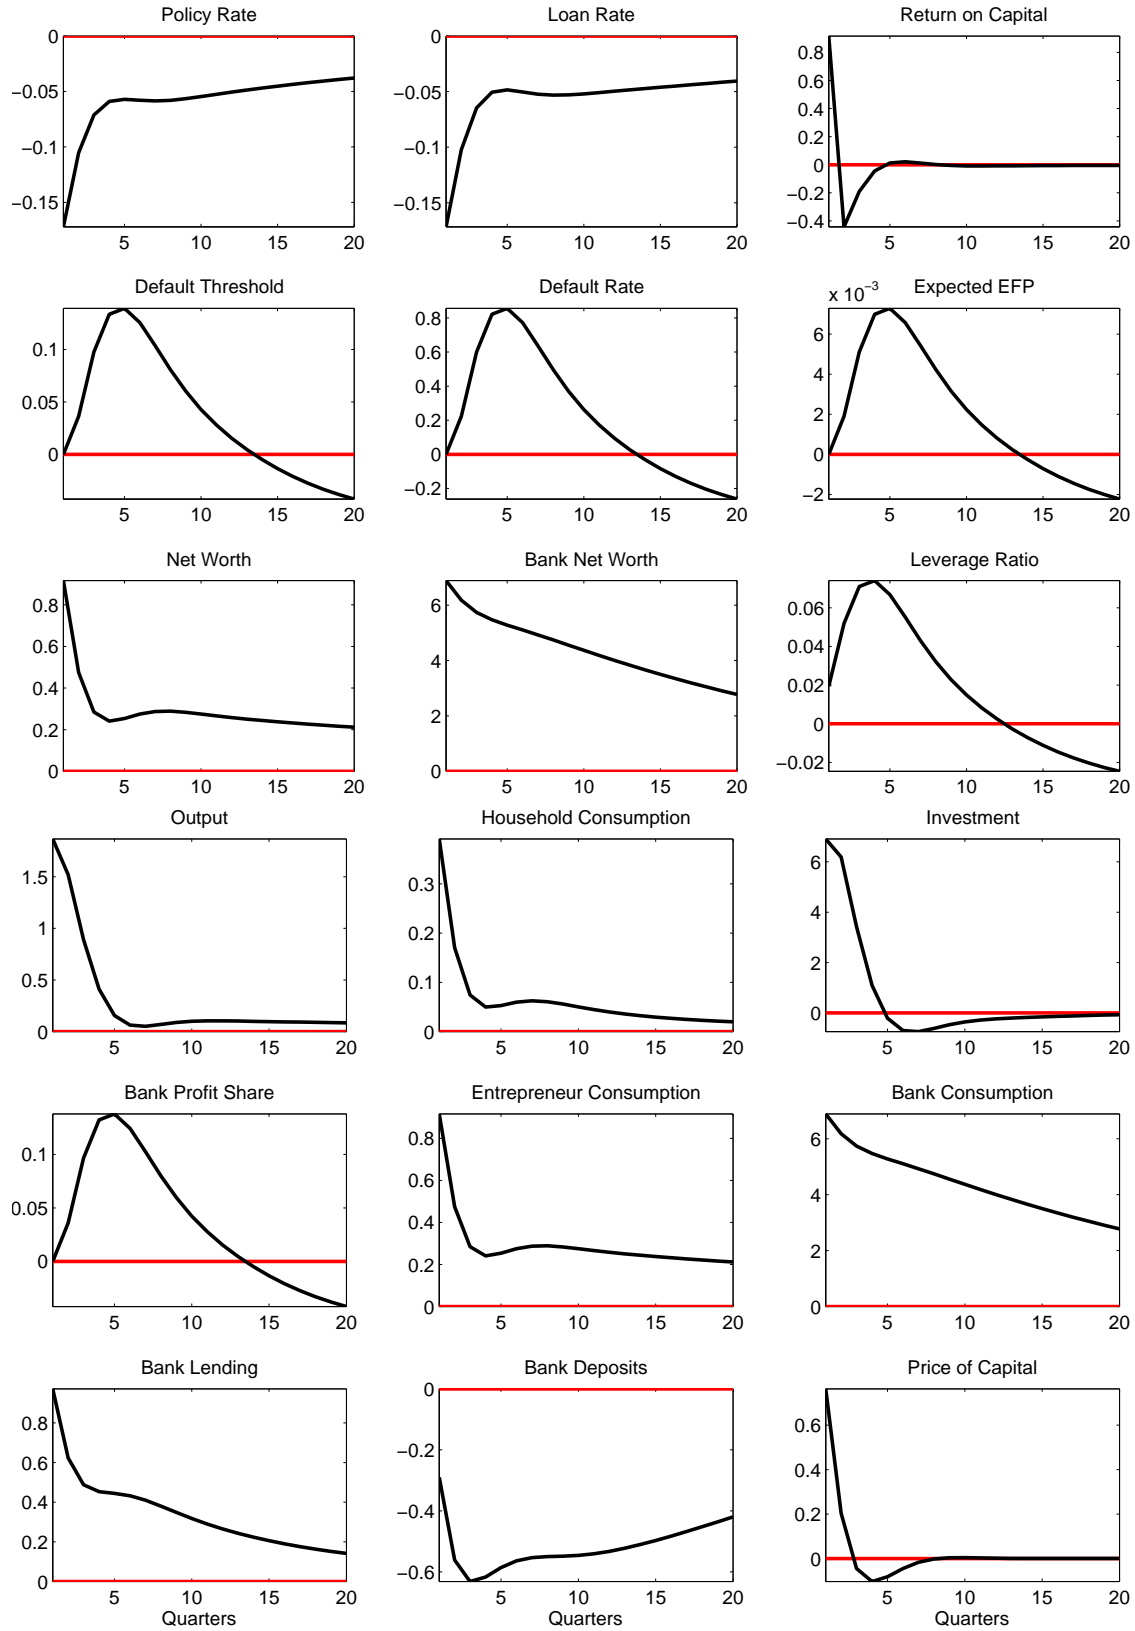 Policy Rate
0
−0.05
−0.1
−0.15
5 10 15 20
Loan Rate
0
−0.05
−0.1
−0.15
5 10 15 20
Return on Capital
0.8
0.6
0.4
0.2
0
−0.2
−0.4
5 10 15 20
Default Threshold
0.1
0.05
0
5 10 15 20
Default Rate
0.8
0.6
0.4
0.2
0
−0.2
5 10 15 20
Expected EFP
x 10−3
6
4
2
0
−2
5 10 15 20
Net Worth
0.8
0.6
0.4
0.2
0
5 10 15 20
Bank Net Worth
6
4
2
0
5 10 15 20
Leverage Ratio
0.06
0.04
0.02
0
−0.02
5 10 15 20
Output
1.5
1
0.5
0
5 10 15 20
Household Consumption
0.3
0.2
0.1
0
5 10 15 20
Investment
6
4
2
0
5 10 15 20
Bank Profit Share
0.1
0.05
0
5 10 15 20
Entrepreneur Consumption
0.8
0.6
0.4
0.2
0
5 10 15 20
Bank Consumption
6
4
2
0
5 10 15 20
Bank Lending
0.8
0.6
0.4
0.2
0
5 10 15 20
Quarters
Bank Deposits
0
−0.2
−0.4
−0.6
5 10 15 20
Quarters
Price of Capital
0.6
0.4
0.2
0
5 10 15 20
Quarters